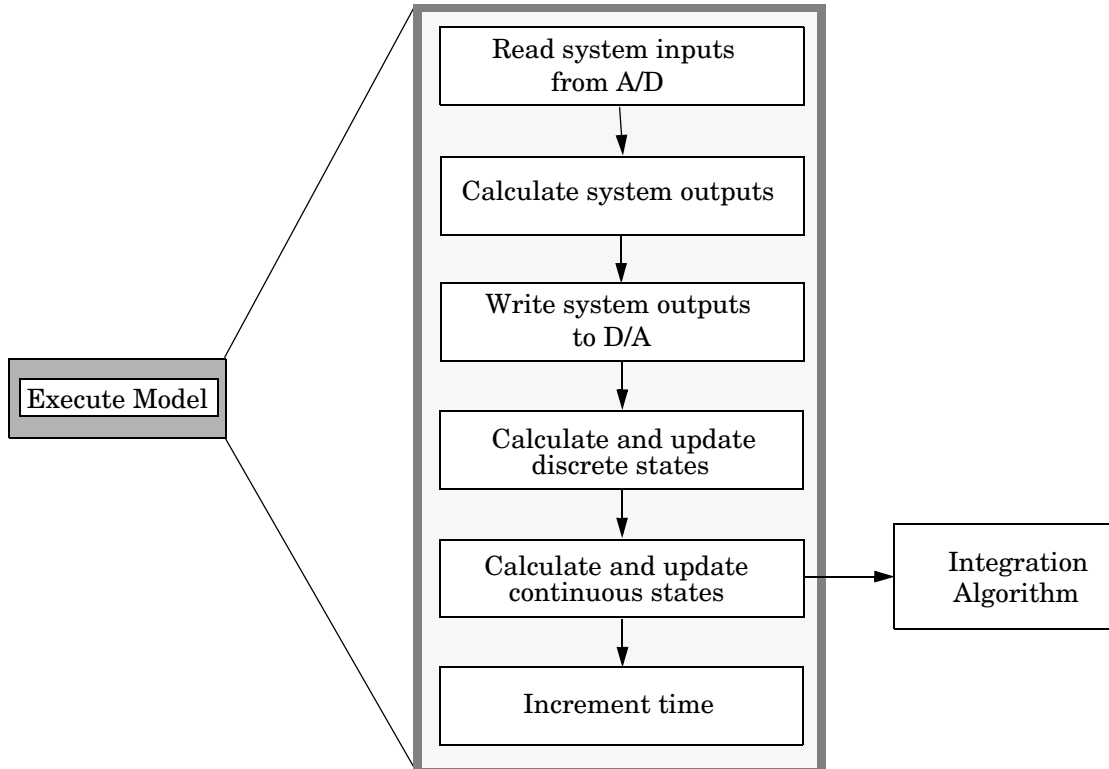 Read system inputs
from A/D
Calculate system outputs
Write system outputs
to D/A
Execute Model
Calculate and update
discrete states
Calculate and update
continuous states
Integration
Algorithm
Increment time